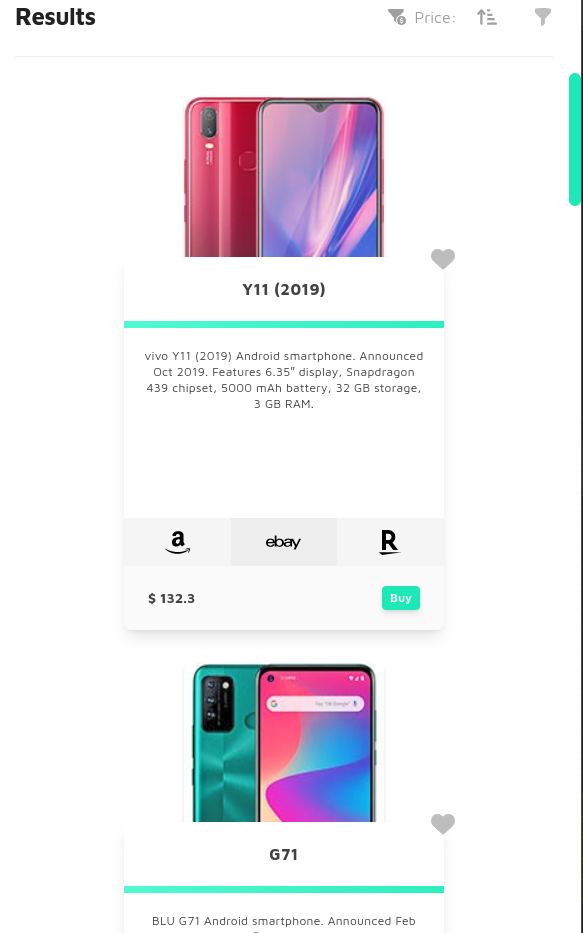 Results
Price:
Y11 (2019)
vivo Y11 (2019) Android smartphone. Announced
Oct 2019. Features 6.35″ display, Snapdragon
439 chipset, 5000 mAh battery, 32 GB storage,
3 GB RAM.
a
ebay
R
$ 132.3
Buy
G71
BLU G71 Android smartphone. Announced Feb